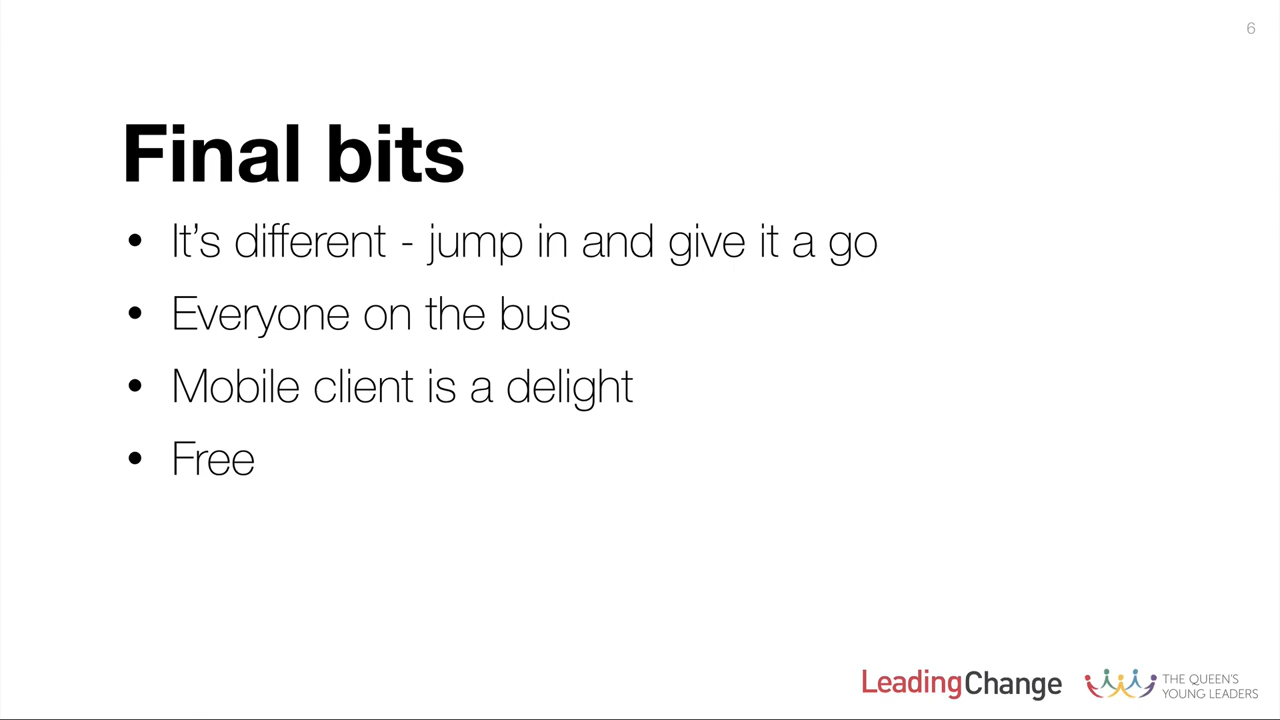 6
Final bits
• It’s different - jump in and give it a go
• Everyone on the bus
• Mobile client is a delight
• Free
LeadingChange
THE QUEEN'S
YOUNG LEADERS